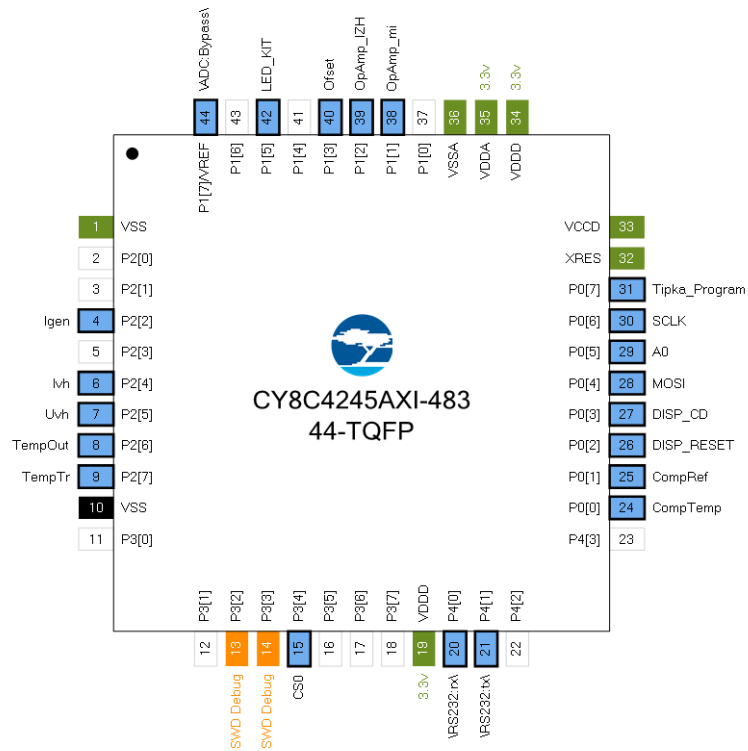 \ADC:Bypass\
LED_KIT
Ofset
OpAmp_IZH
OpAmp_mi
3.3v
3.3v
44
43
42
41
40
39
38
37
36
35
34
P1[7]/VREF
P1[6]
P1[5]
P1[4]
P1[3]
P1[2]
P1[1]
P1[0]
VSSA
VDDA
VDDD
1 VSS
2 P2[0]
3 P2[1]
Igen 4 P2[2]
5 P2[3]
Ivh 6 P2[4]
Uvh 7 P2[5]
TempOut 8 P2[6]
TempTr 9 P2[7]
10 VSS
11 P3[0]
CY8C4245AXI-483
44-TQFP
VCCD 33
XRES 32
P0[7] 31 Tipka_Program
P0[6] 30 SCLK
P0[5] 29 A0
P0[4] 28 MOSI
P0[3] 27 DISP_CD
P0[2] 26 DISP_RESET
P0[1] 25 CompRef
P0[0] 24 CompTemp
P4[3] 23
P3[1]
P3[2]
P3[3]
P3[4]
P3[5]
P3[6]
P3[7]
VDDD
P4[0]
P4[1]
P4[2]
12
13
14
15
16
17
18
19
20
21
22
SWD Debug
SWD Debug
CS0
3.3v
\RS232:rx\
\RS232:tx\